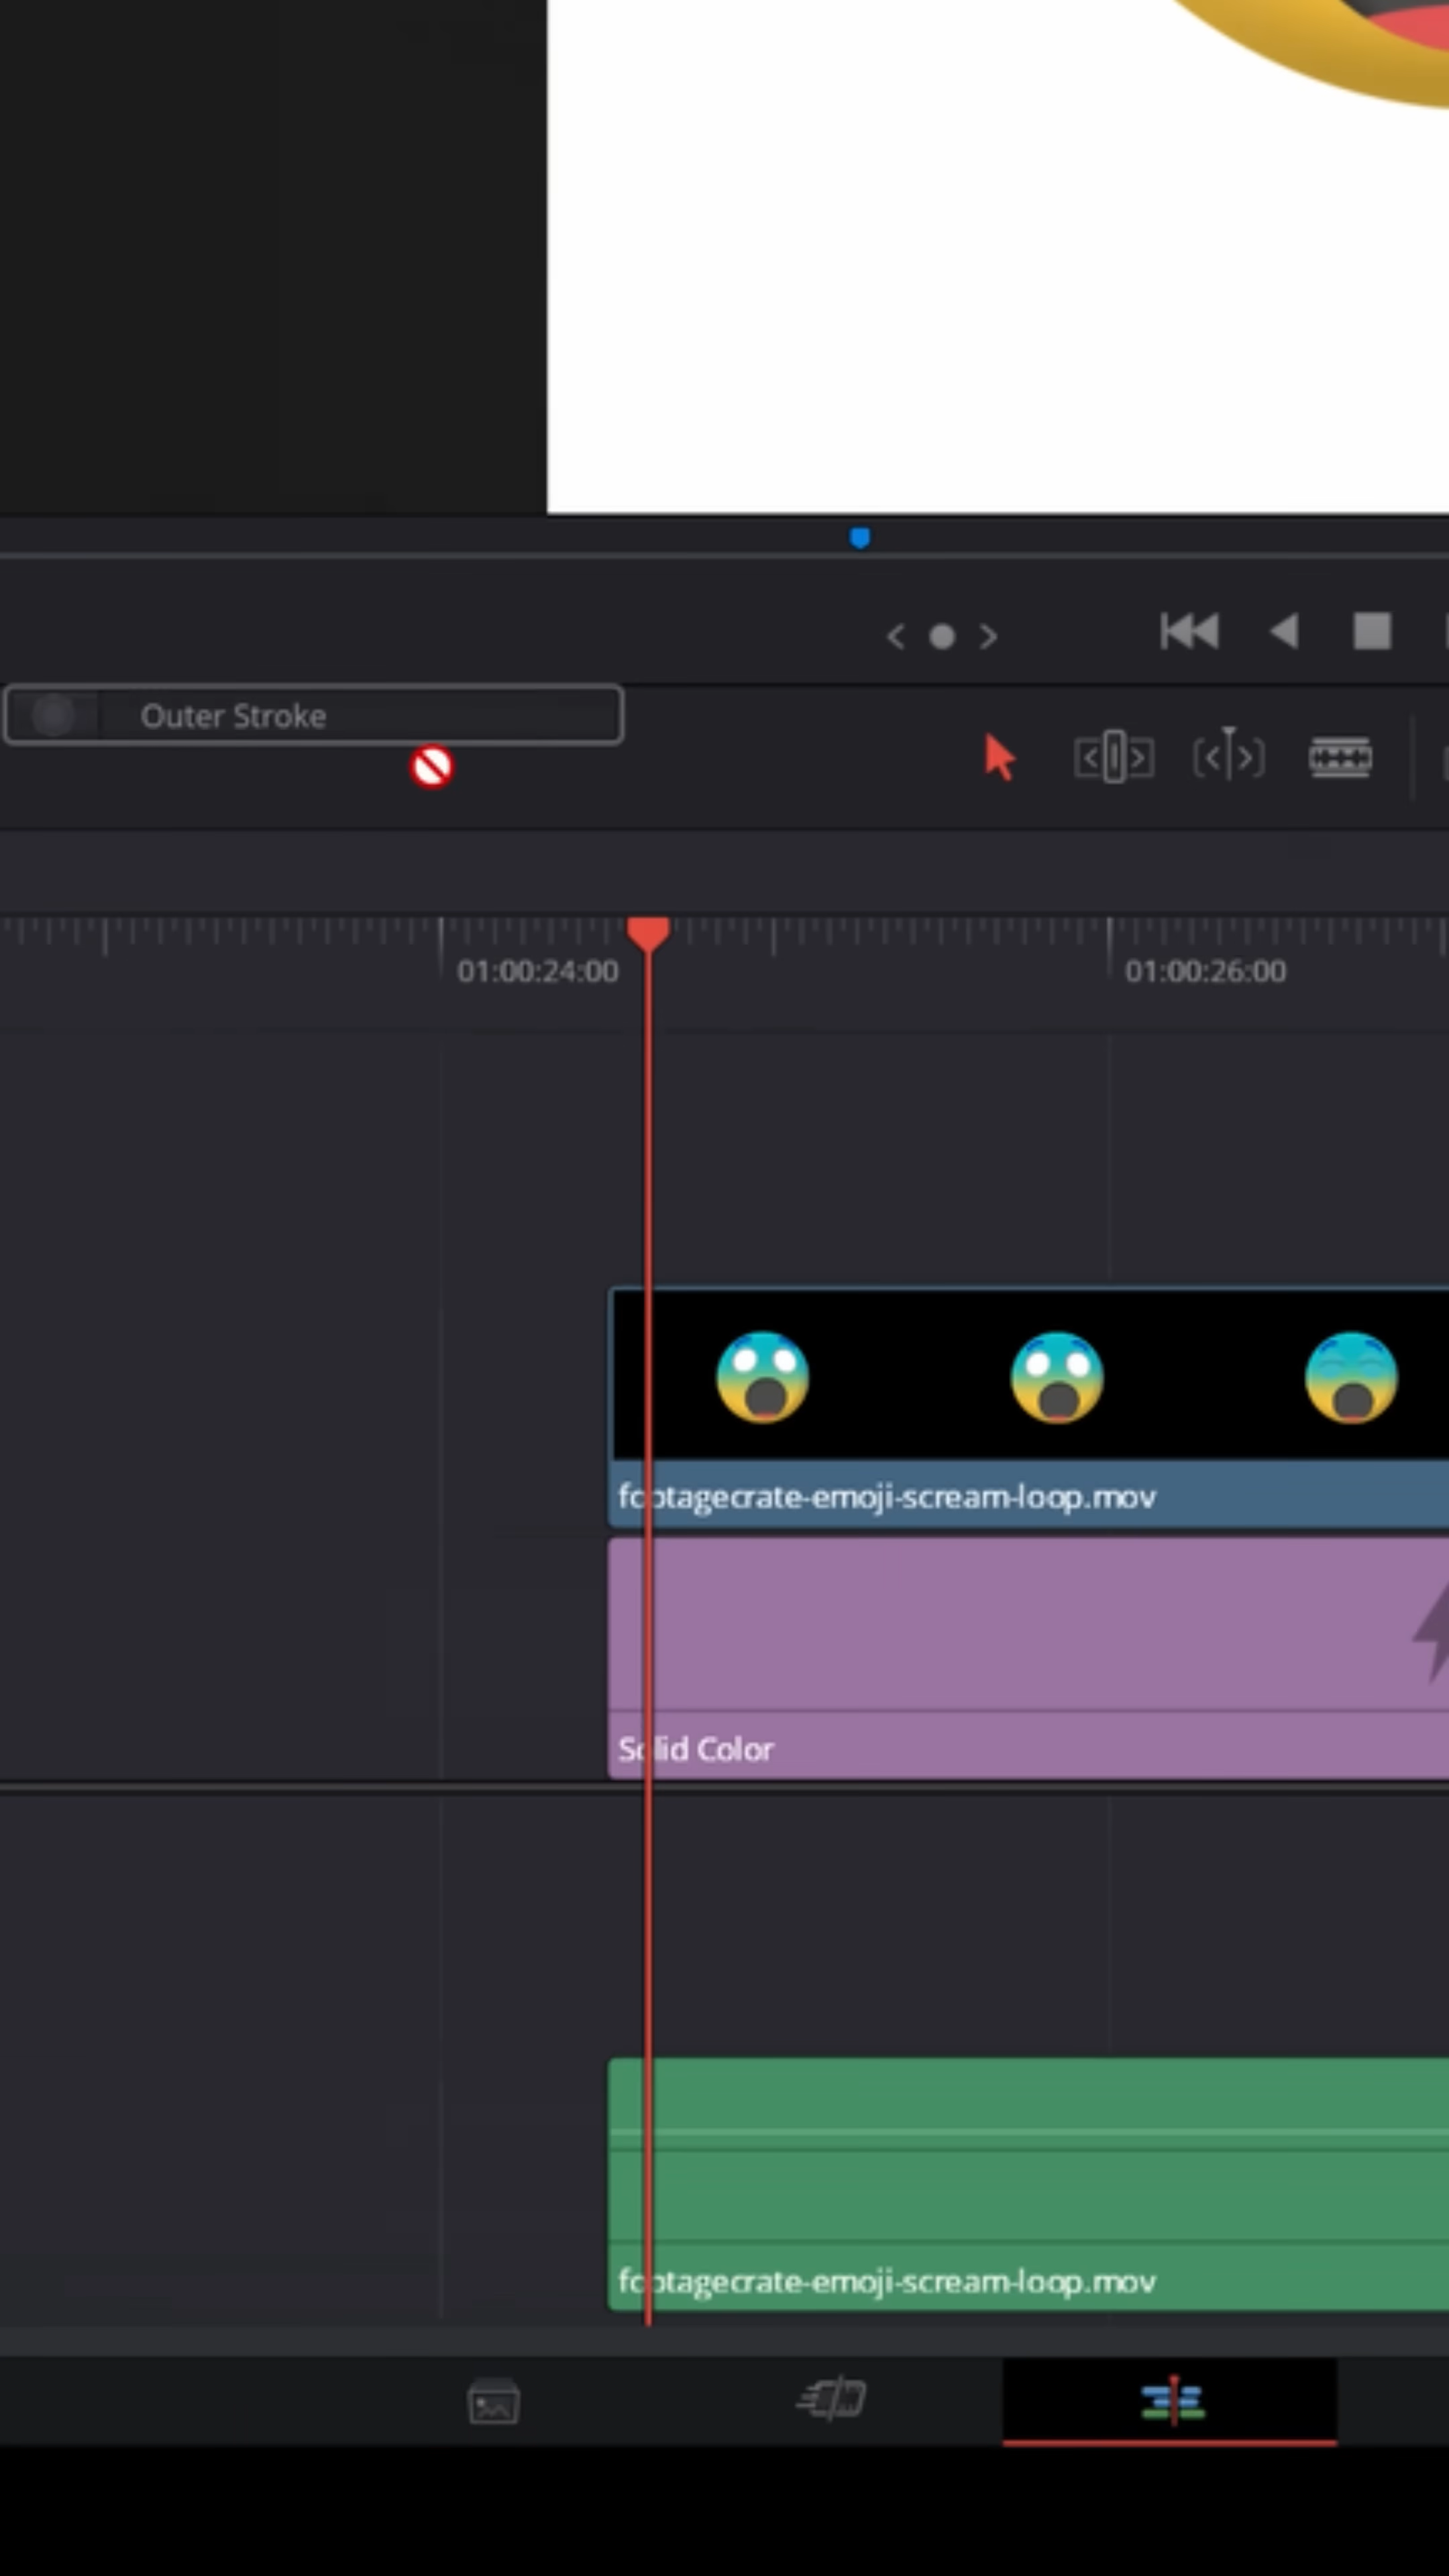 Outer Stroke
01:00:24:00
01:00:26:00
footagecrate-emoji-scream-loop.mov
Solid Color
footagecrate-emoji-scream-loop.mov